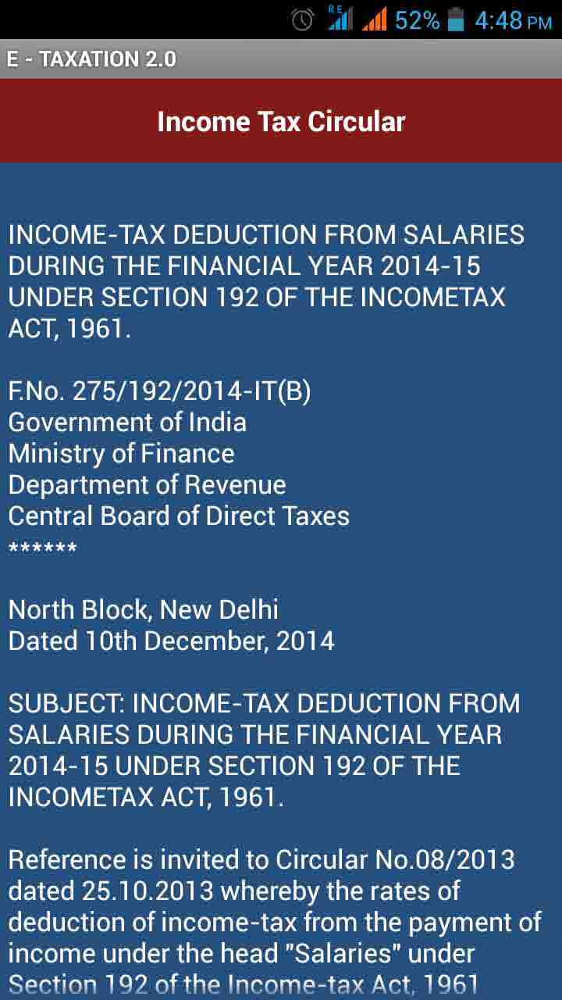 R E 52% 4:48 PM
E - TAXATION 2.0
Income Tax Circular
INCOME-TAX DEDUCTION FROM SALARIES
DURING THE FINANCIAL YEAR 2014-15
UNDER SECTION 192 OF THE INCOMETAX
ACT, 1961.
F.No. 275/192/2014-IT(B)
Government of India
Ministry of Finance
Department of Revenue
Central Board of Direct Taxes
******
North Block, New Delhi
Dated 10th December, 2014
SUBJECT: INCOME-TAX DEDUCTION FROM
SALARIES DURING THE FINANCIAL YEAR
2014-15 UNDER SECTION 192 OF THE
INCOMETAX ACT, 1961.
Reference is invited to Circular No.08/2013
dated 25.10.2013 whereby the rates of
deduction of income-tax from the payment of
income under the head "Salaries" under
Section 192 of the Income-tax Act, 1961